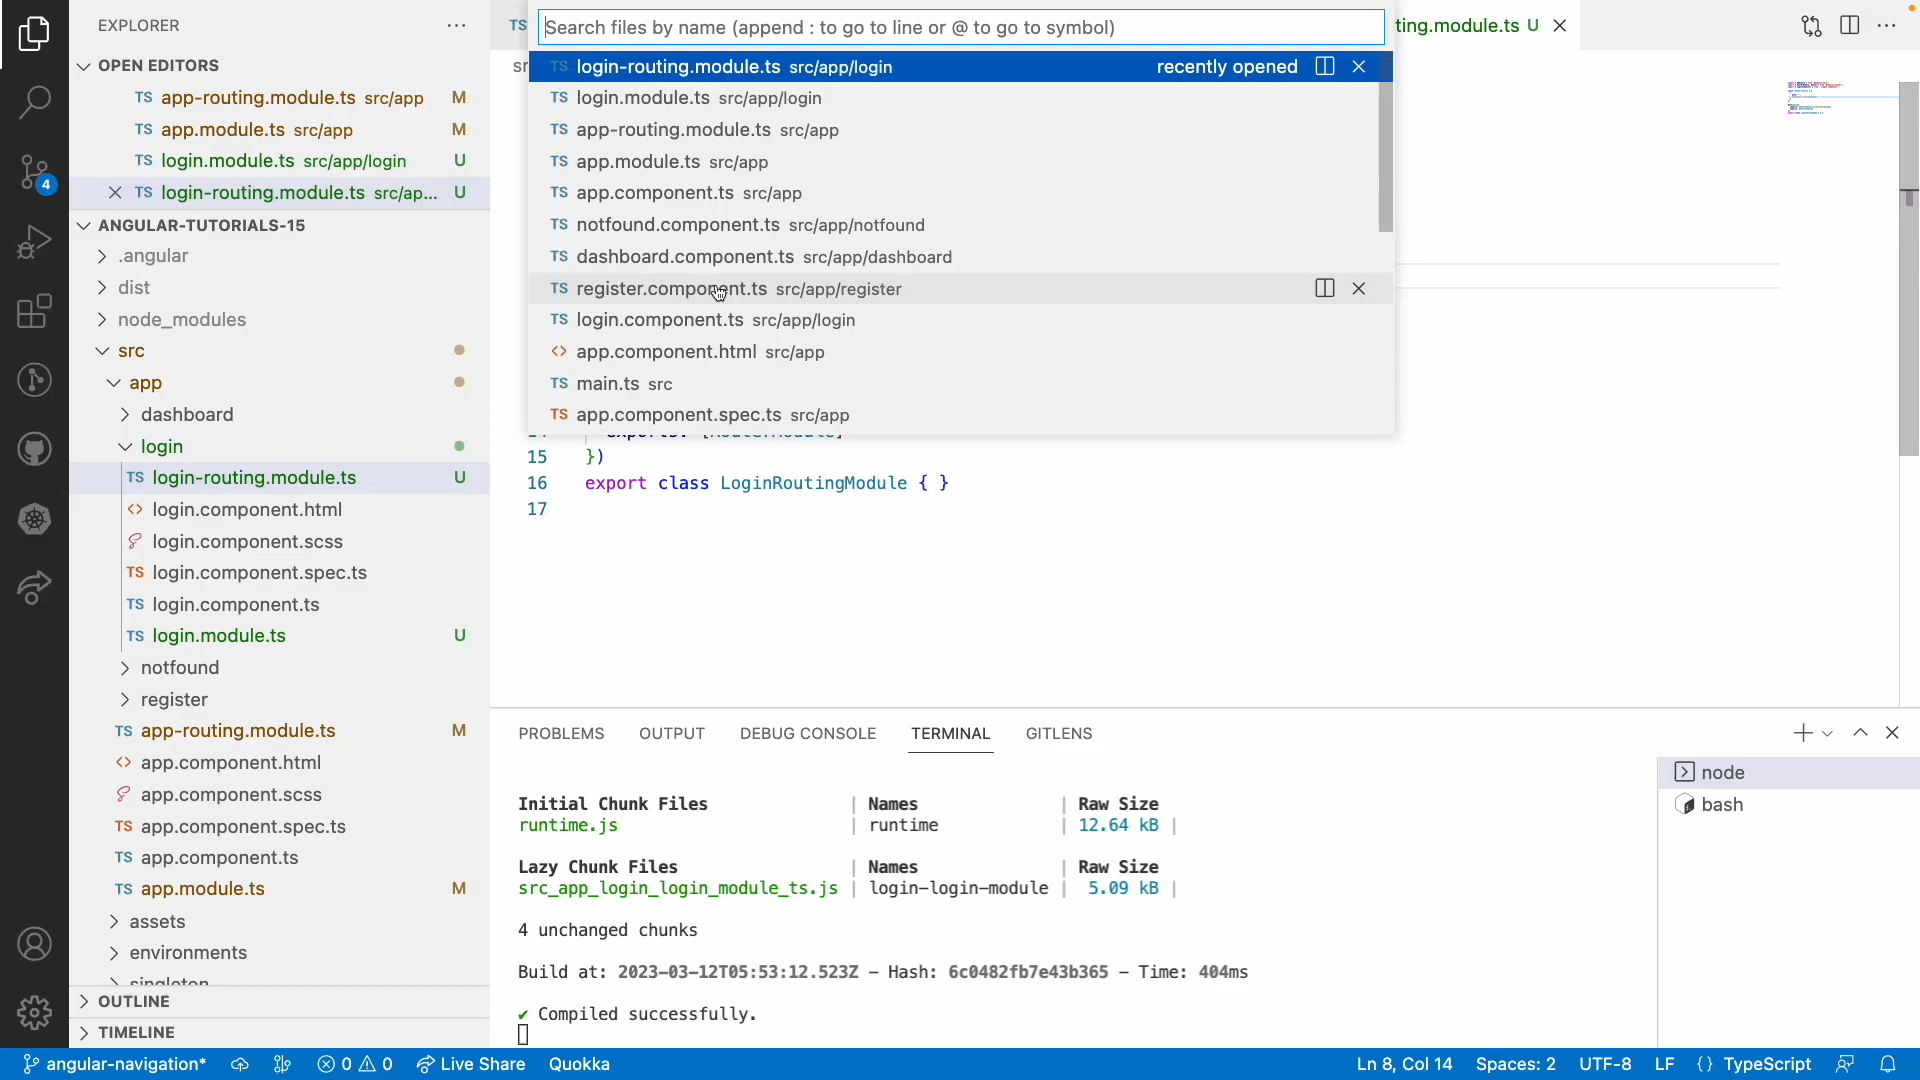 EXPLORER
OPEN EDITORS
TS app-routing.module.ts src/app M
TS app.module.ts src/app M
TS login.module.ts src/app/login U
TS login-routing.module.ts src/ap... U
4
ANGULAR-TUTORIALS-15
.angular
dist
node_modules
src
app
dashboard
login
TS login-routing.module.ts U
<> login.component.html
login.component.scss
TS login.component.spec.ts
TS login.component.ts
TS login.module.ts U
notfound
register
TS app-routing.module.ts M
<> app.component.html
app.component.scss
TS app.component.spec.ts
TS app.component.ts
TS app.module.ts M
assets
environments
singleton
OUTLINE
TIMELINE
TS
ting.module.ts U
Search files by name (append : to go to line or @ to go to symbol)
TS login-routing.module.ts src/app/login recently opened
TS login.module.ts src/app/login
TS app-routing.module.ts src/app
TS app.module.ts src/app
TS app.component.ts src/app
TS notfound.component.ts src/app/notfound
TS dashboard.component.ts src/app/dashboard
TS register.component.ts src/app/register
TS login.component.ts src/app/login
<> app.component.html src/app
TS main.ts src
TS app.component.spec.ts src/app
14 exports: [RouterModule]
15 })
16 export class LoginRoutingModule { }
17
PROBLEMS OUTPUT DEBUG CONSOLE TERMINAL GITLENS
node
bash
Initial Chunk Files | Names | Raw Size
runtime.js | runtime | 12.64 kB |
Lazy Chunk Files | Names | Raw Size
src_app_login_login_module_ts.js | login-login-module | 5.09 kB |
4 unchanged chunks
Build at: 2023-03-12T05:53:12.523Z - Hash: 6c0482fb7e43b365 - Time: 404ms
✔ Compiled successfully.
angular-navigation* 0 0 Live Share Quokka Ln 8, Col 14 Spaces: 2 UTF-8 LF {} TypeScript